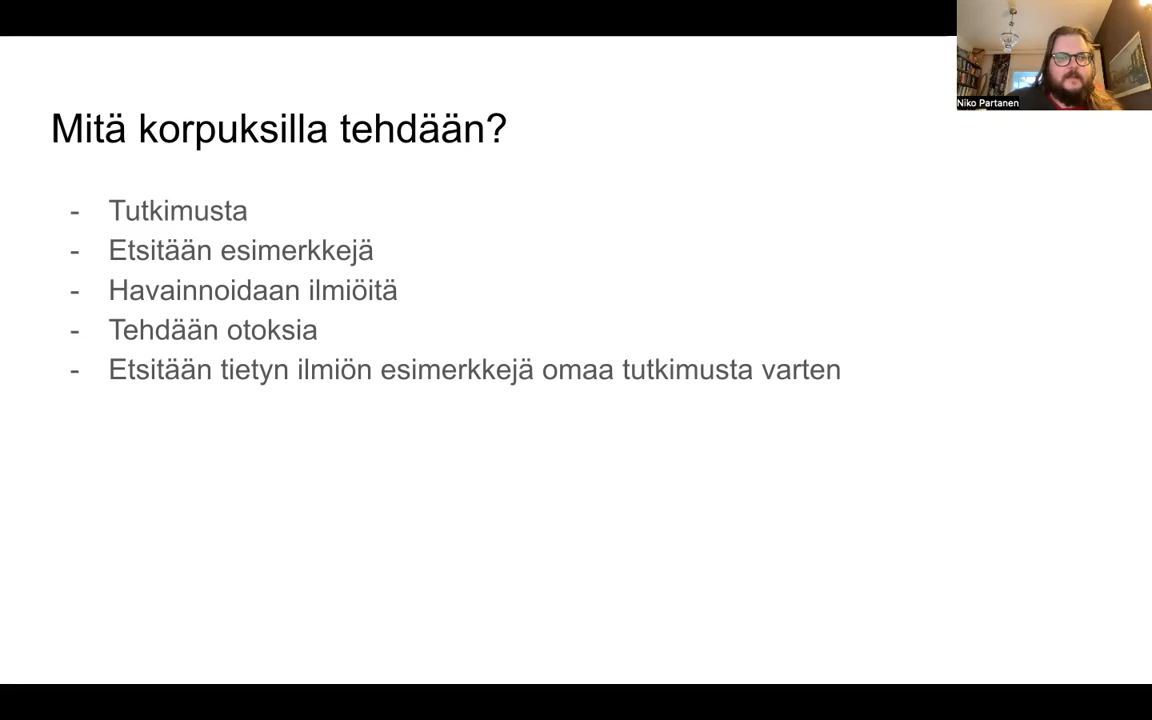 Niko Partanen
Mitä korpuksilla tehdään?
- Tutkimusta
- Etsitään esimerkkejä
- Havainnoidaan ilmiöitä
- Tehdään otoksia
- Etsitään tietyn ilmiön esimerkkejä omaa tutkimusta varten